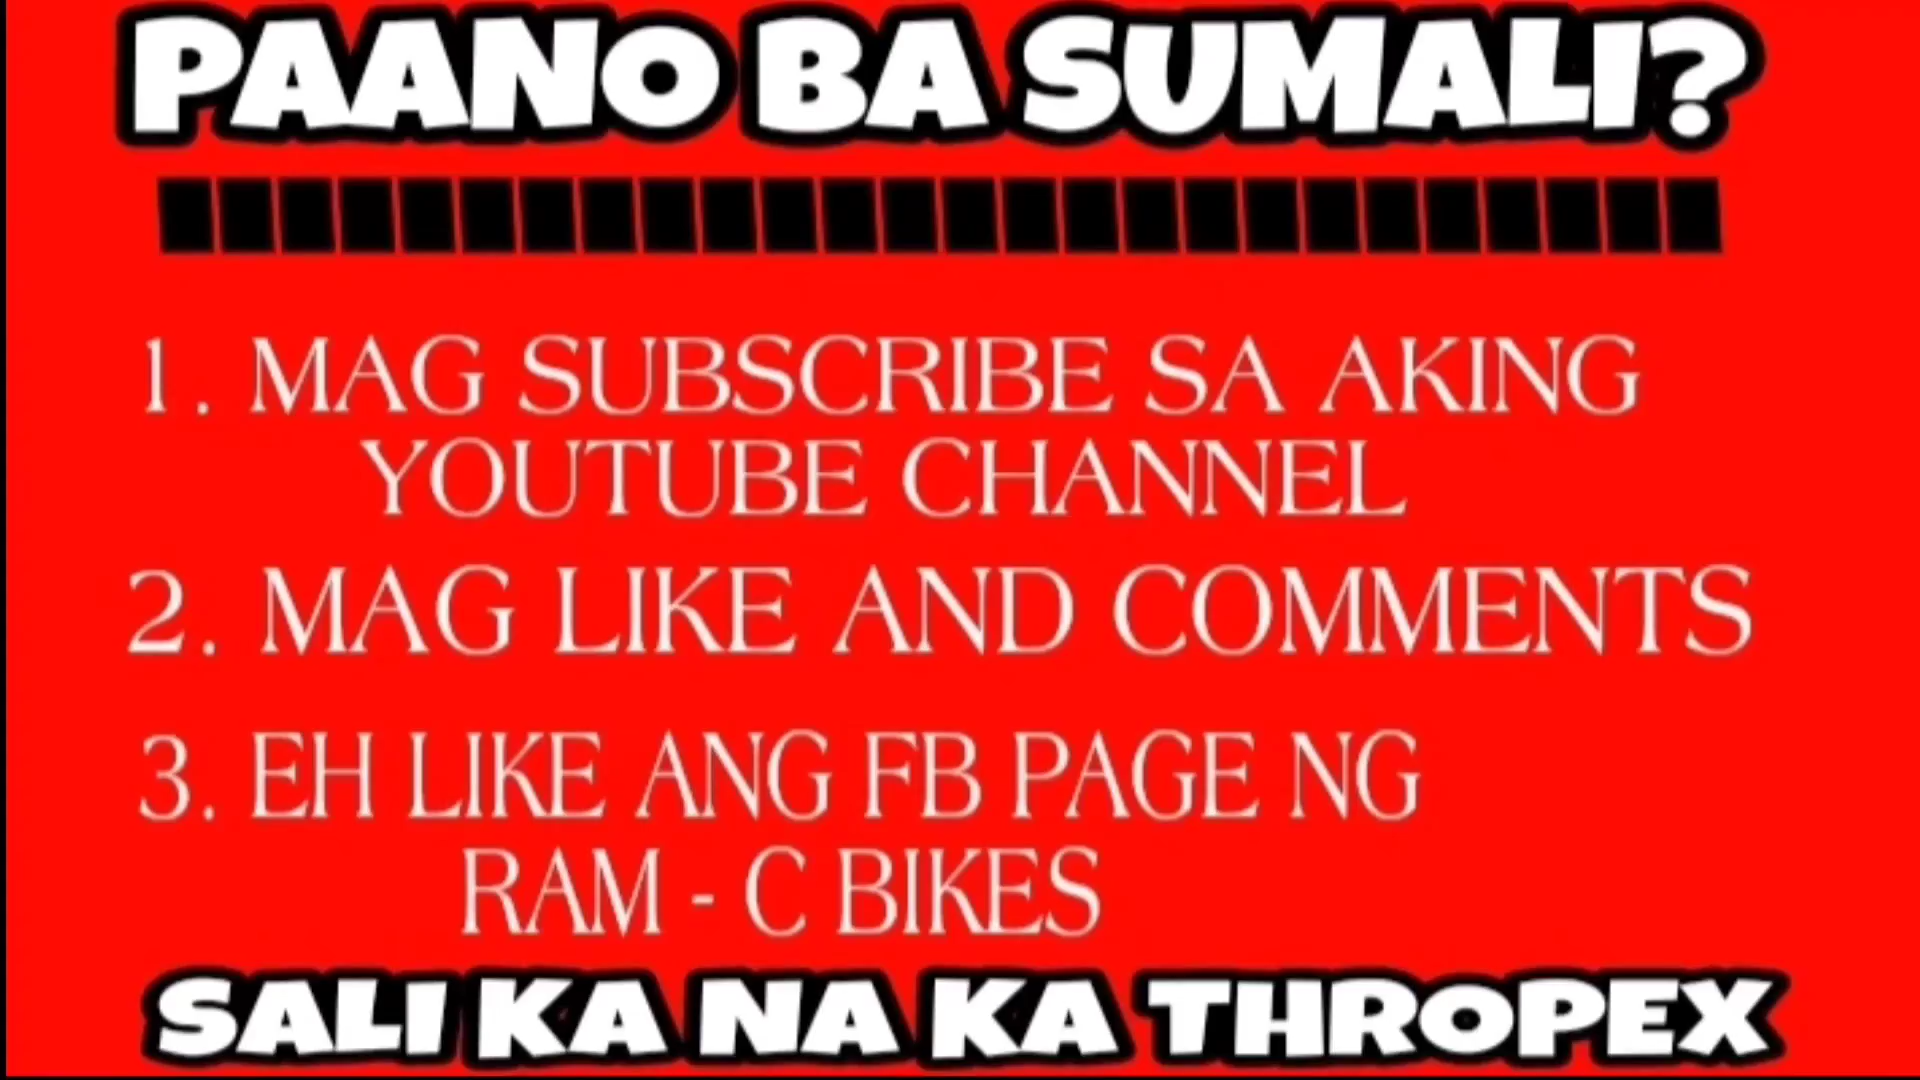 PAANO BA SUMALI?
1. MAG SUBSCRIBE SA AKING
YOUTUBE CHANNEL
2. MAG LIKE AND COMMENTS
3. EH LIKE ANG FB PAGE NG
RAM - C BIKES
SALI KA NA KA THROPEX